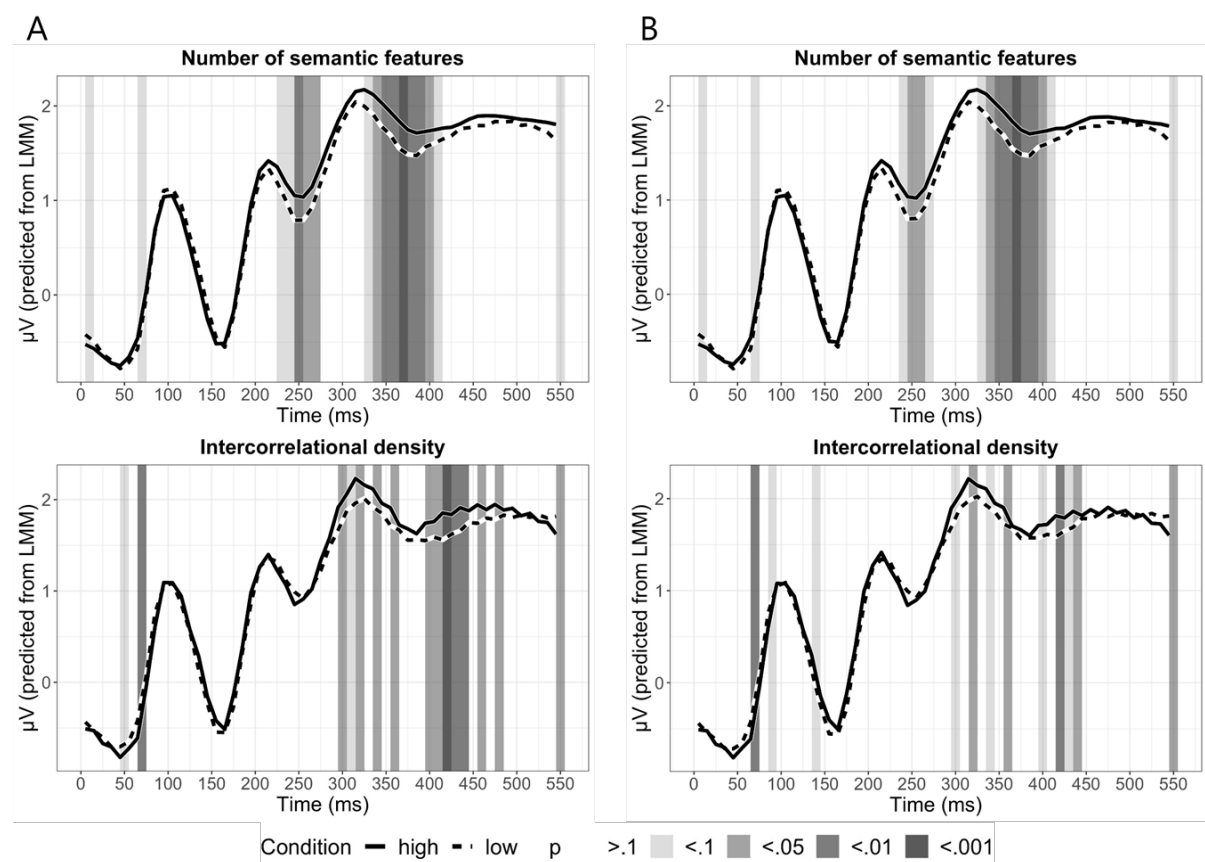 A
B
Number of semantic features
Number of semantic features
µV (predicted from LMM)
2
1
0
0 50 100 150 200 250 300 350 400 450 500 550
Time (ms)
µV (predicted from LMM)
2
1
0
0 50 100 150 200 250 300 350 400 450 500 550
Time (ms)
Intercorrelational density
Intercorrelational density
µV (predicted from LMM)
2
1
0
0 50 100 150 200 250 300 350 400 450 500 550
Time (ms)
µV (predicted from LMM)
2
1
0
0 50 100 150 200 250 300 350 400 450 500 550
Time (ms)
Condition high low p >.1 <.1 <.05 <.01 <.001